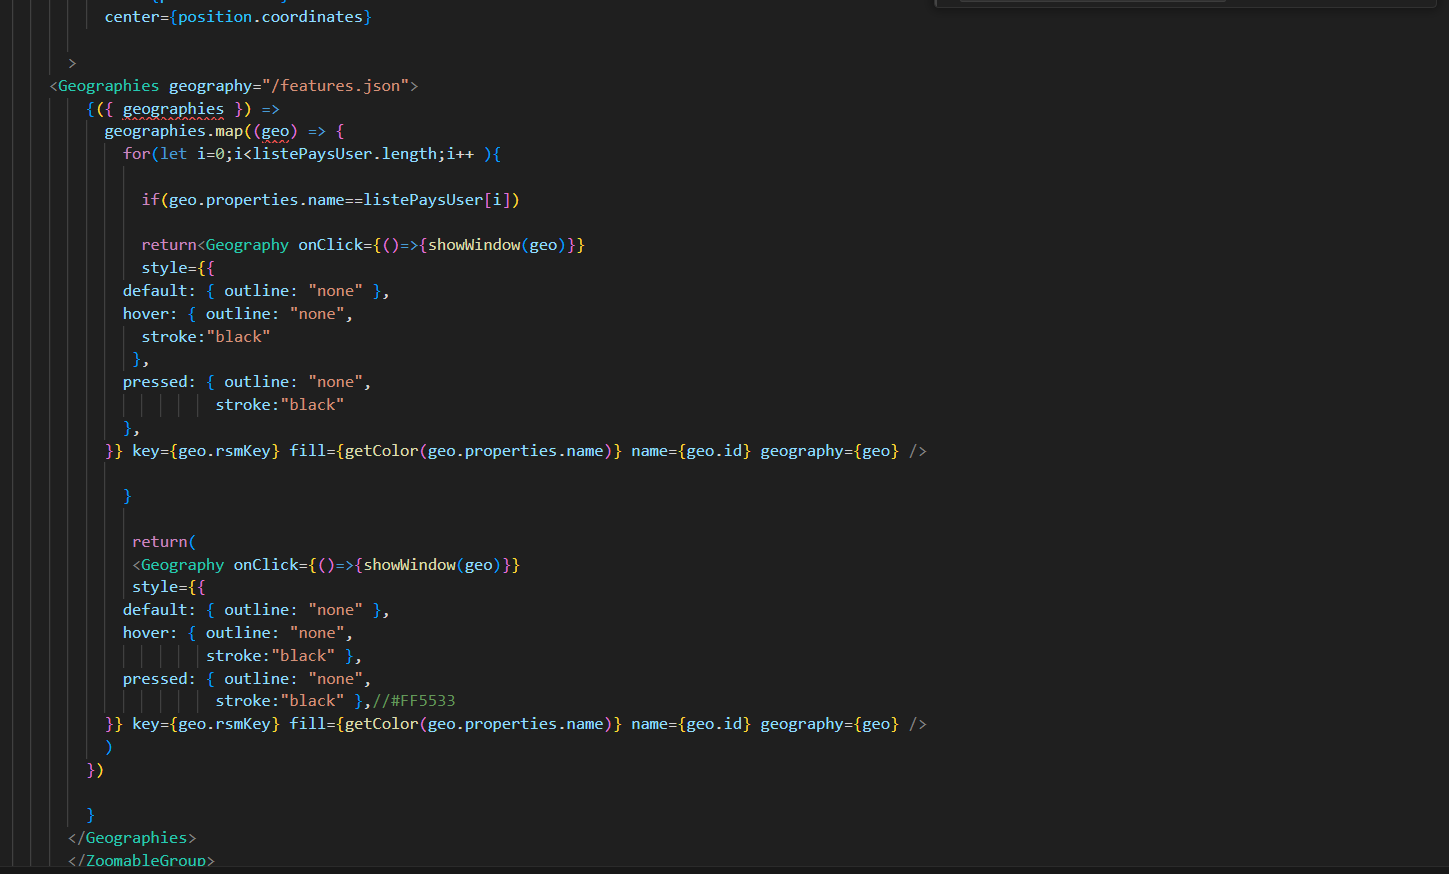 center={position.coordinates}
>
<Geographies geography="/features.json">
{({ geographies }) =>
geographies.map((geo) => {
for(let i=0;i<listePaysUser.length;i++ ){
if(geo.properties.name==listePaysUser[i])
return<Geography onClick={()=>{showWindow(geo)}}
style={{
default: { outline: "none" },
hover: { outline: "none",
stroke:"black"
},
pressed: { outline: "none",
stroke:"black"
},
}} key={geo.rsmKey} fill={getColor(geo.properties.name)} name={geo.id} geography={geo} />
}
return(
<Geography onClick={()=>{showWindow(geo)}}
style={{
default: { outline: "none" },
hover: { outline: "none",
stroke:"black" },
pressed: { outline: "none",
stroke:"black" },//#FF5533
}} key={geo.rsmKey} fill={getColor(geo.properties.name)} name={geo.id} geography={geo} />
)
})
}
</Geographies>
</ZoomableGroup>